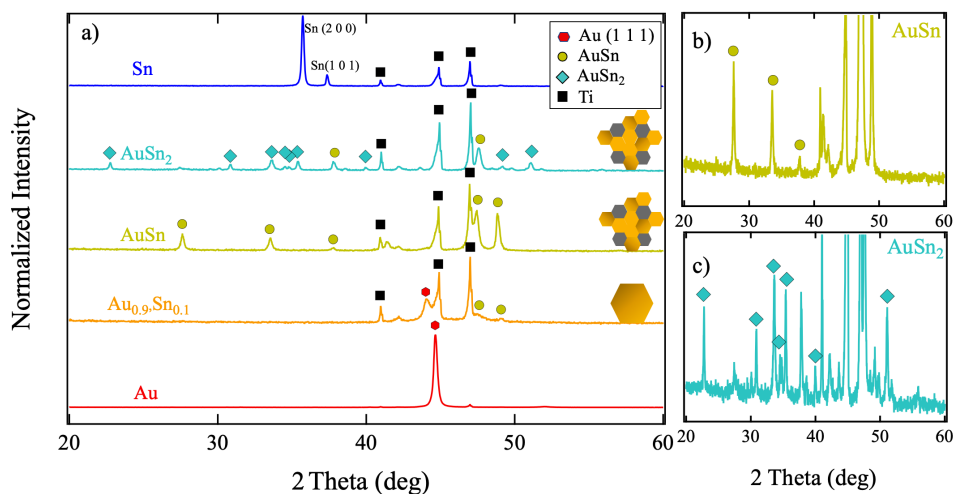 a)
Sn (2 0 0)
Sn(1 0 1)
Sn
Au (1 1 1)
AuSn
AuSn₂
Ti
AuSn₂
AuSn
Au₀.₉,Sn₀.₁
Au
Normalized Intensity
20 30 40 50 60
2 Theta (deg)
b) AuSn
20 30 40 50 60
c) AuSn₂
20 30 40 50 60
2 Theta (deg)